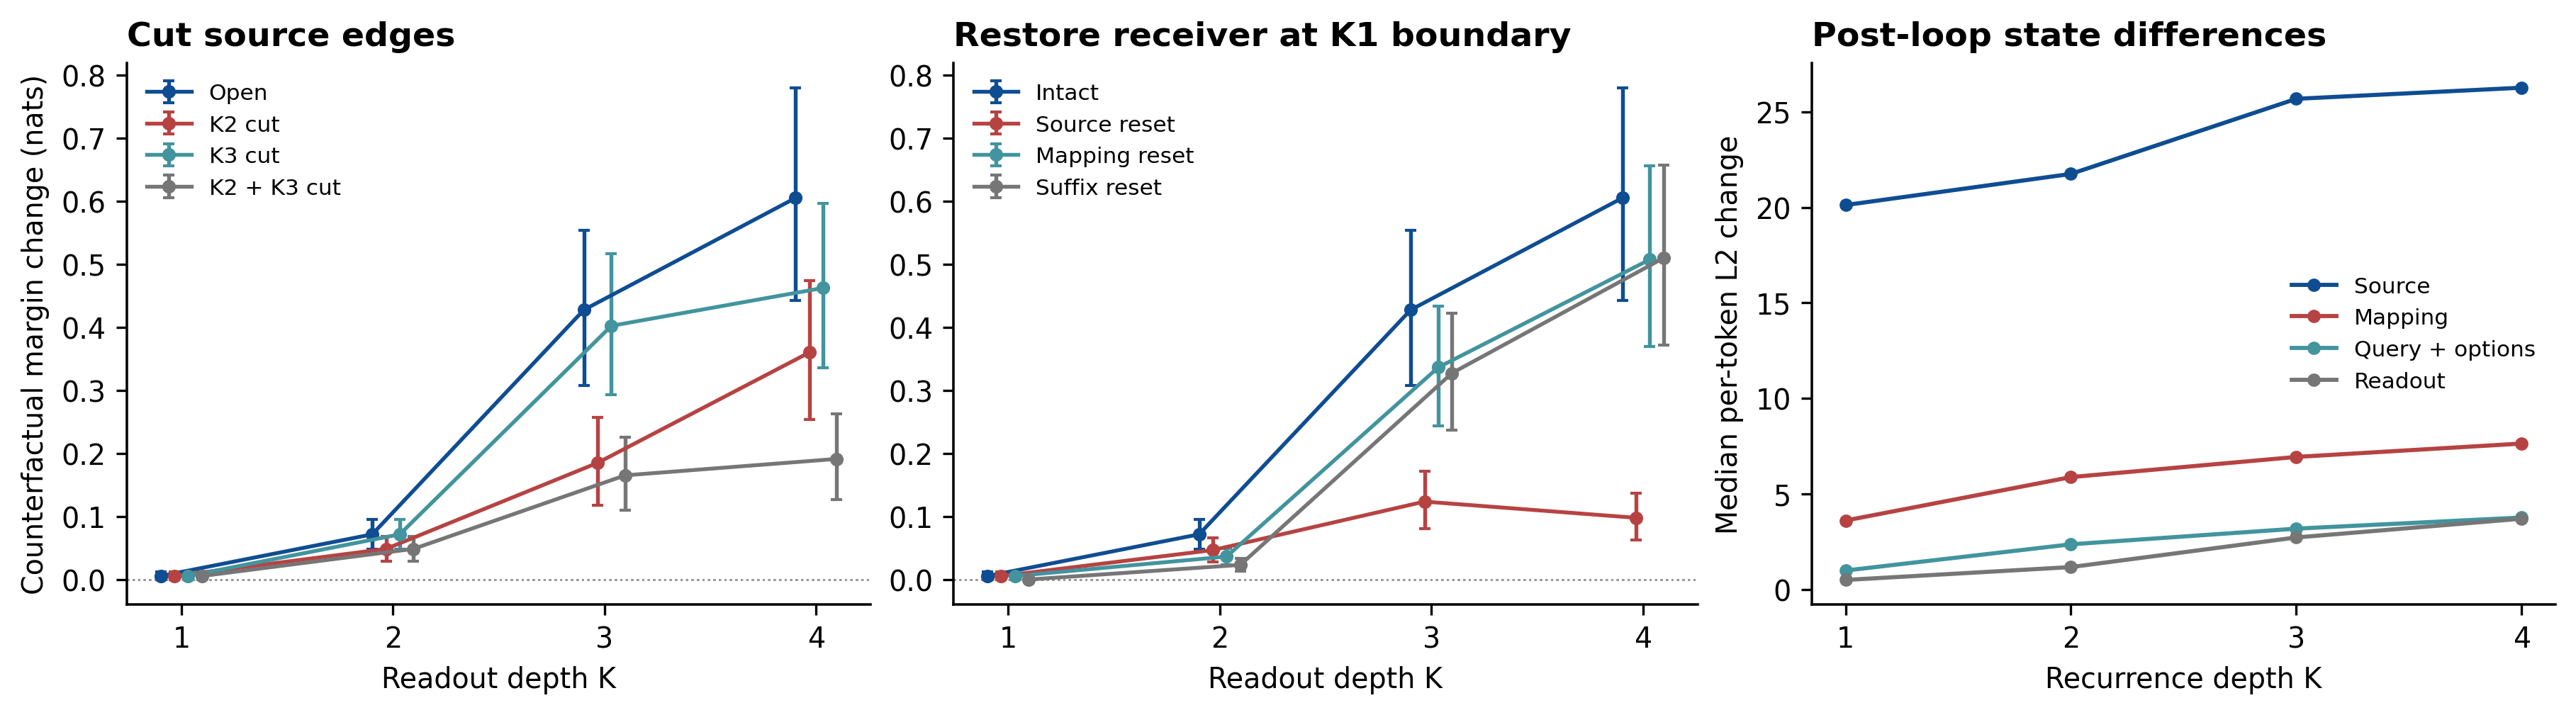 Cut source edges
Counterfactual margin change (nats)
0.8
0.7
0.6
0.5
0.4
0.3
0.2
0.1
0.0
Open
K2 cut
K3 cut
K2 + K3 cut
1 2 3 4
Readout depth K
Restore receiver at K1 boundary
0.8
0.7
0.6
0.5
0.4
0.3
0.2
0.1
0.0
Intact
Source reset
Mapping reset
Suffix reset
1 2 3 4
Readout depth K
Post-loop state differences
Median per-token L2 change
25
20
15
10
5
0
Source
Mapping
Query + options
Readout
1 2 3 4
Recurrence depth K